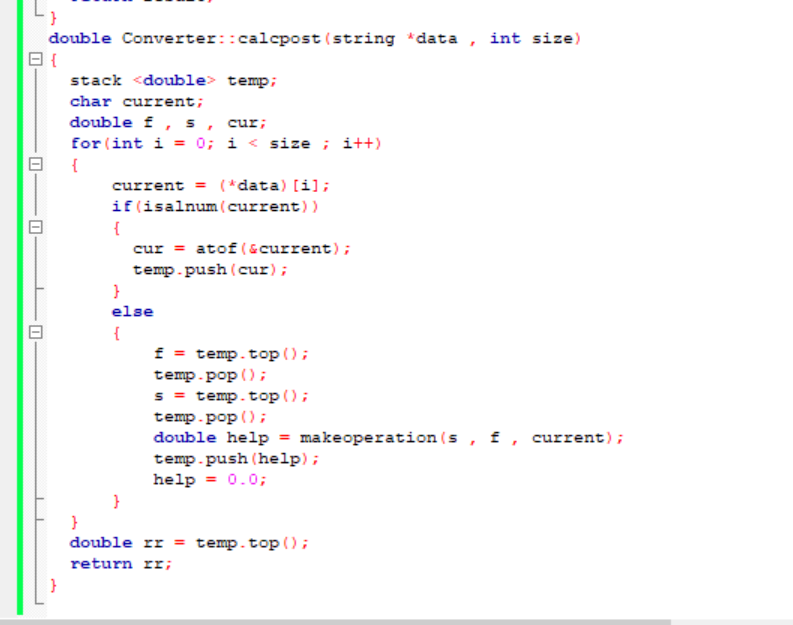 }
double Converter::calcpost(string *data , int size)
{
stack <double> temp;
char current;
double f , s , cur;
for(int i = 0; i < size ; i++)
{
current = (*data)[i];
if(isalnum(current))
{
cur = atof(&current);
temp.push(cur);
}
else
{
f = temp.top();
temp.pop();
s = temp.top();
temp.pop();
double help = makeoperation(s , f , current);
temp.push(help);
help = 0.0;
}
}
double rr = temp.top();
return rr;
}